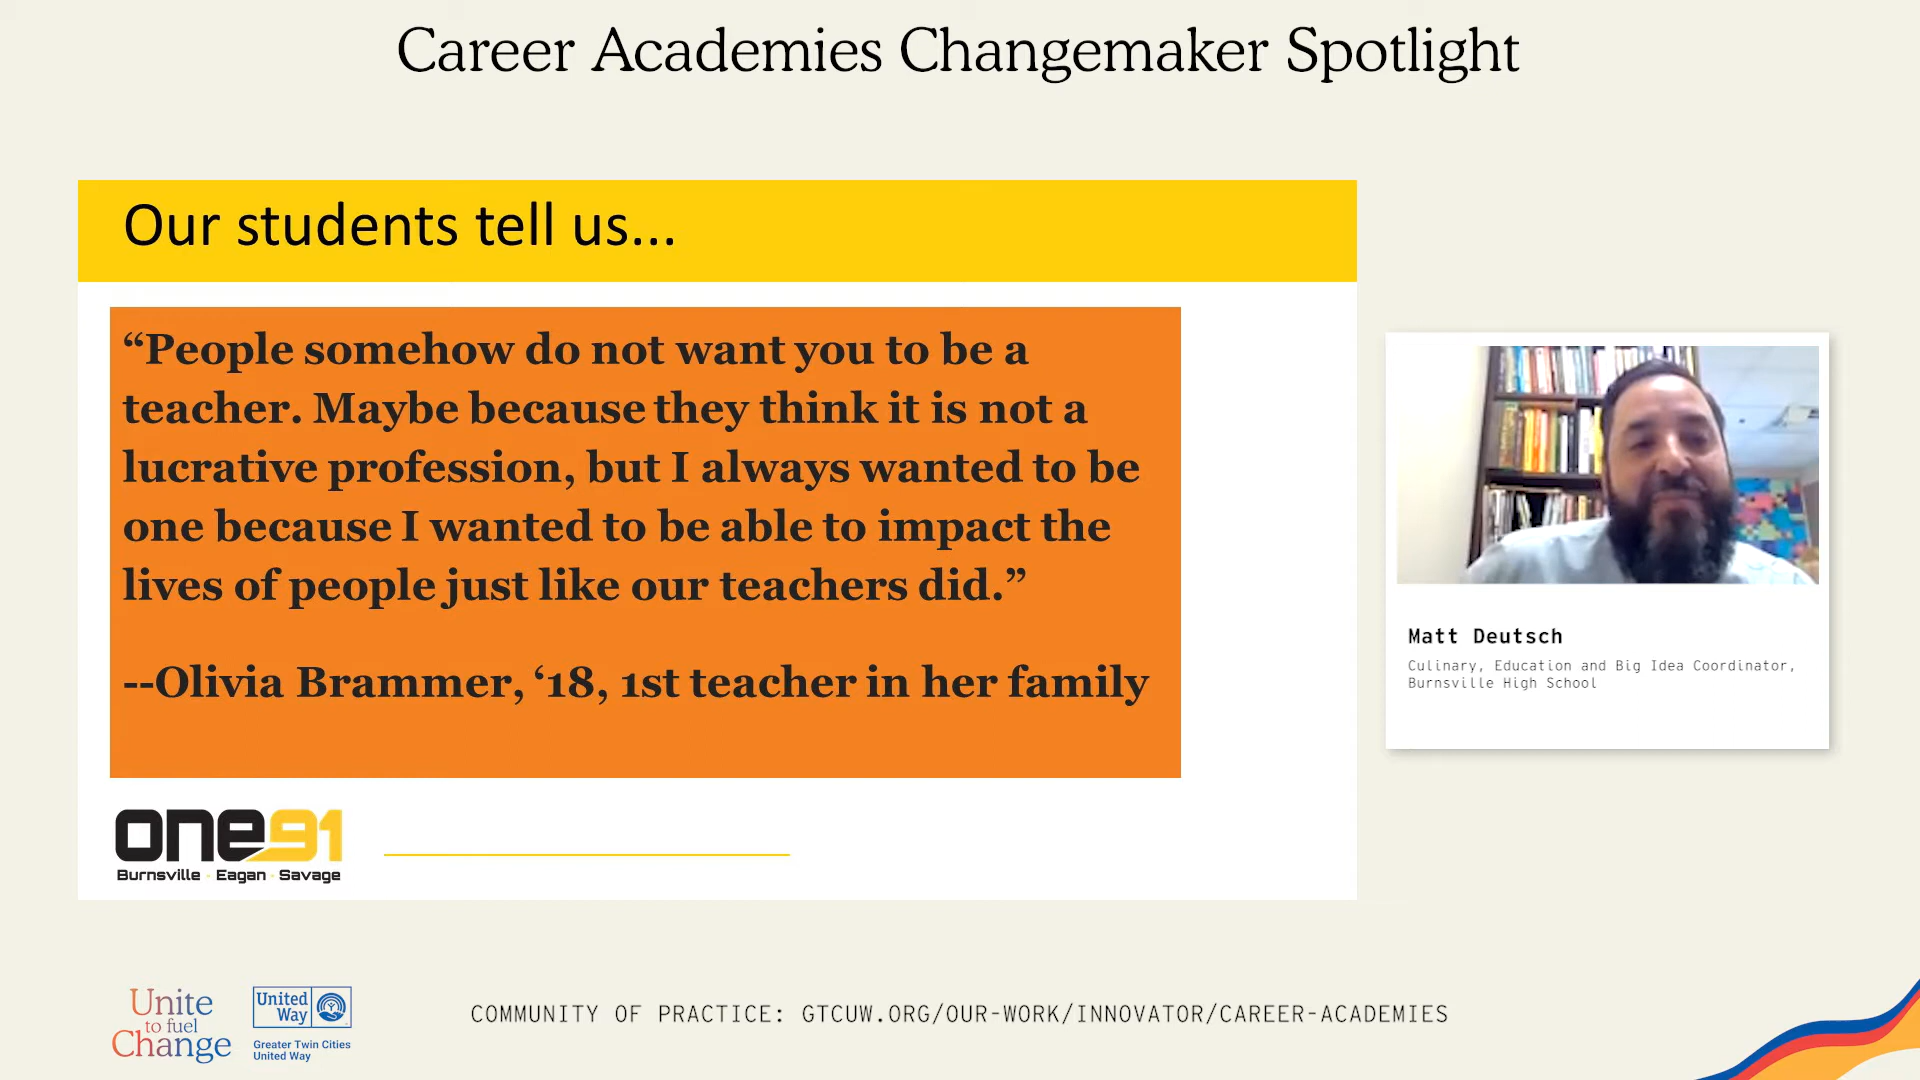 Career Academies Changemaker Spotlight
Our students tell us...
“People somehow do not want you to be a
teacher. Maybe because they think it is not a
lucrative profession, but I always wanted to be
one because I wanted to be able to impact the
lives of people just like our teachers did.”
--Olivia Brammer, ‘18, 1st teacher in her family
one91
Burnsville - Eagan - Savage
Matt Deutsch
Culinary, Education and Big Idea Coordinator,
Burnsville High School
Unite
to fuel
Change
United
Way
Greater Twin Cities
United Way
COMMUNITY OF PRACTICE: GTCUW.ORG/OUR-WORK/INNOVATOR/CAREER-ACADEMIES